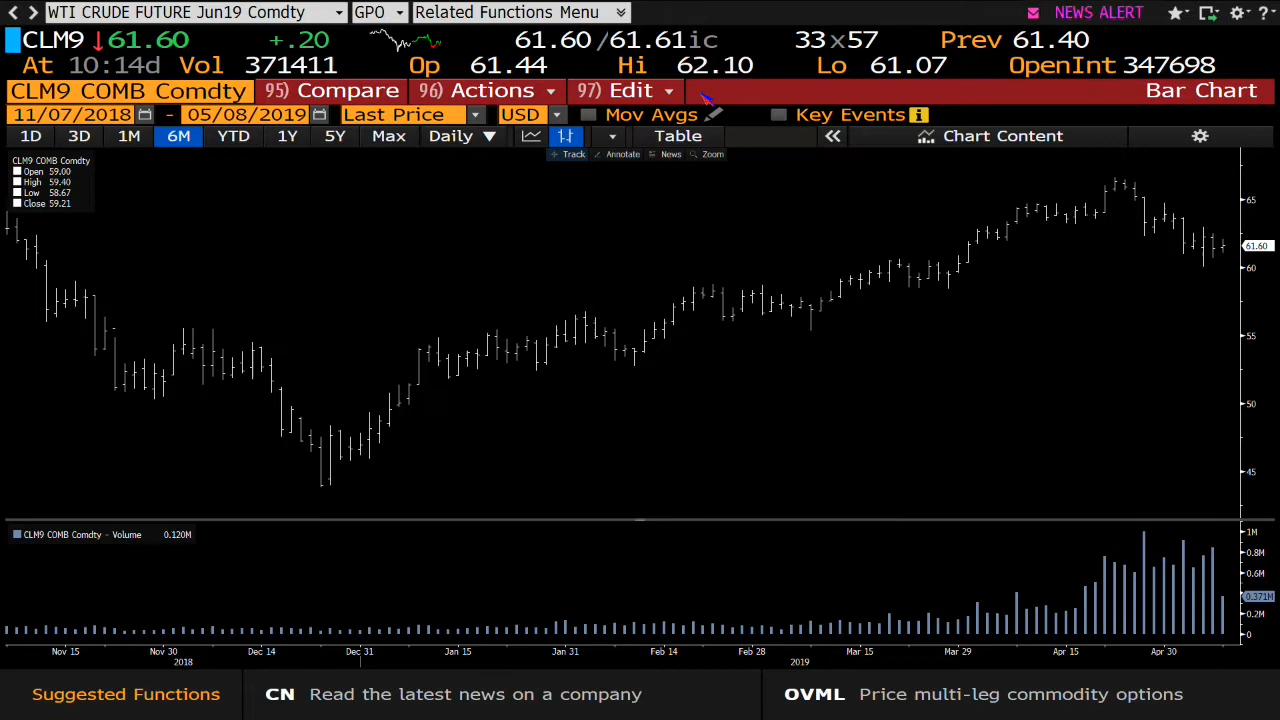 WTI CRUDE FUTURE Jun19 Comdty GPO Related Functions Menu NEWS ALERT ?
CLM9 ↓61.60 +.20 61.60/61.61ic 33x57 Prev 61.40
At 10:14d Vol 371411 Op 61.44 Hi 62.10 Lo 61.07 OpenInt 347698
CLM9 COMB Comdty 95) Compare 96) Actions 97) Edit Bar Chart
11/07/2018 - 05/08/2019 Last Price USD Mov Avgs Key Events i
1D 3D 1M 6M YTD 1Y 5Y Max Daily ▼ Table « Chart Content
Track Annotate News Zoom
CLM9 COMB Comdty
Open 59.00
High 59.40
Low 58.67
Close 59.21
65
61.60
60
55
50
45
CLM9 COMB Comdty - Volume 0.120M
1M
0.8M
0.6M
0.371M
0.2M
0
Nov 15 Nov 30 Dec 14 Dec 31 Jan 15 Jan 31 Feb 14 Feb 28 Mar 15 Mar 29 Apr 15 Apr 30
2018 2019
Suggested Functions CN Read the latest news on a company OVML Price multi-leg commodity options